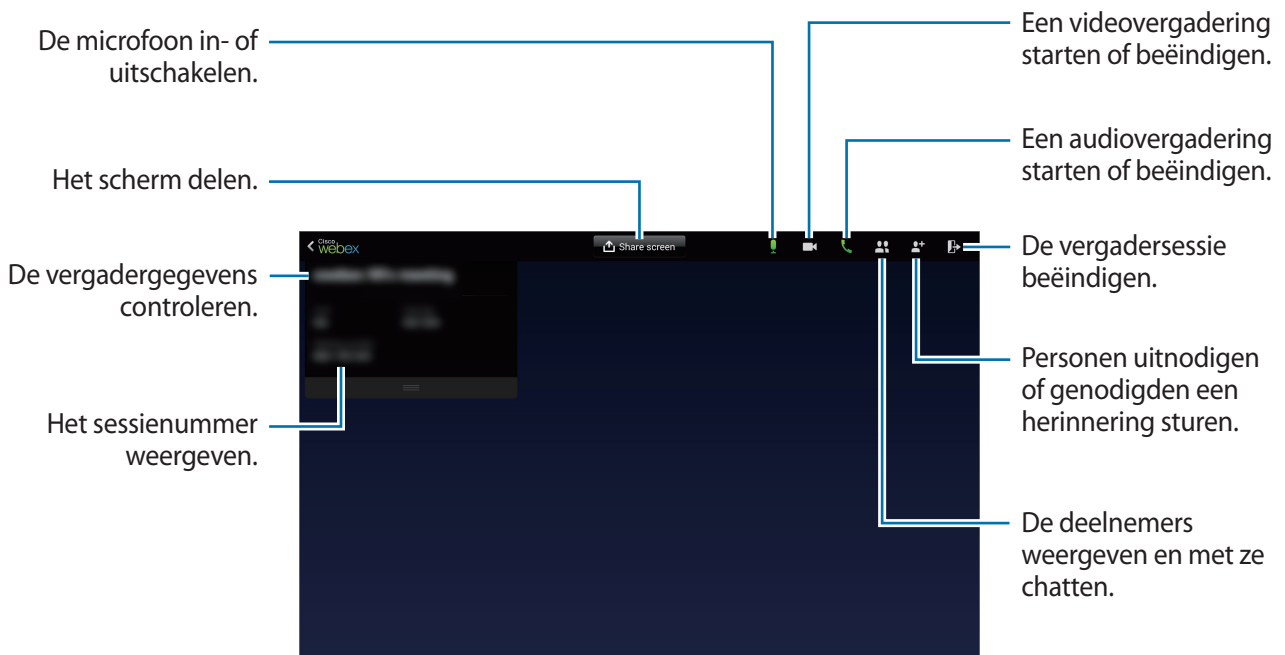 De microfoon in- of
uitschakelen.
Het scherm delen.
De vergadergegevens
controleren.
Het sessienummer
weergeven.
Cisco
webex
Share screen
Een videovergadering
starten of beëindigen.
Een audiovergadering
starten of beëindigen.
De vergadersessie
beëindigen.
Personen uitnodigen
of genodigden een
herinnering sturen.
De deelnemers
weergeven en met ze
chatten.